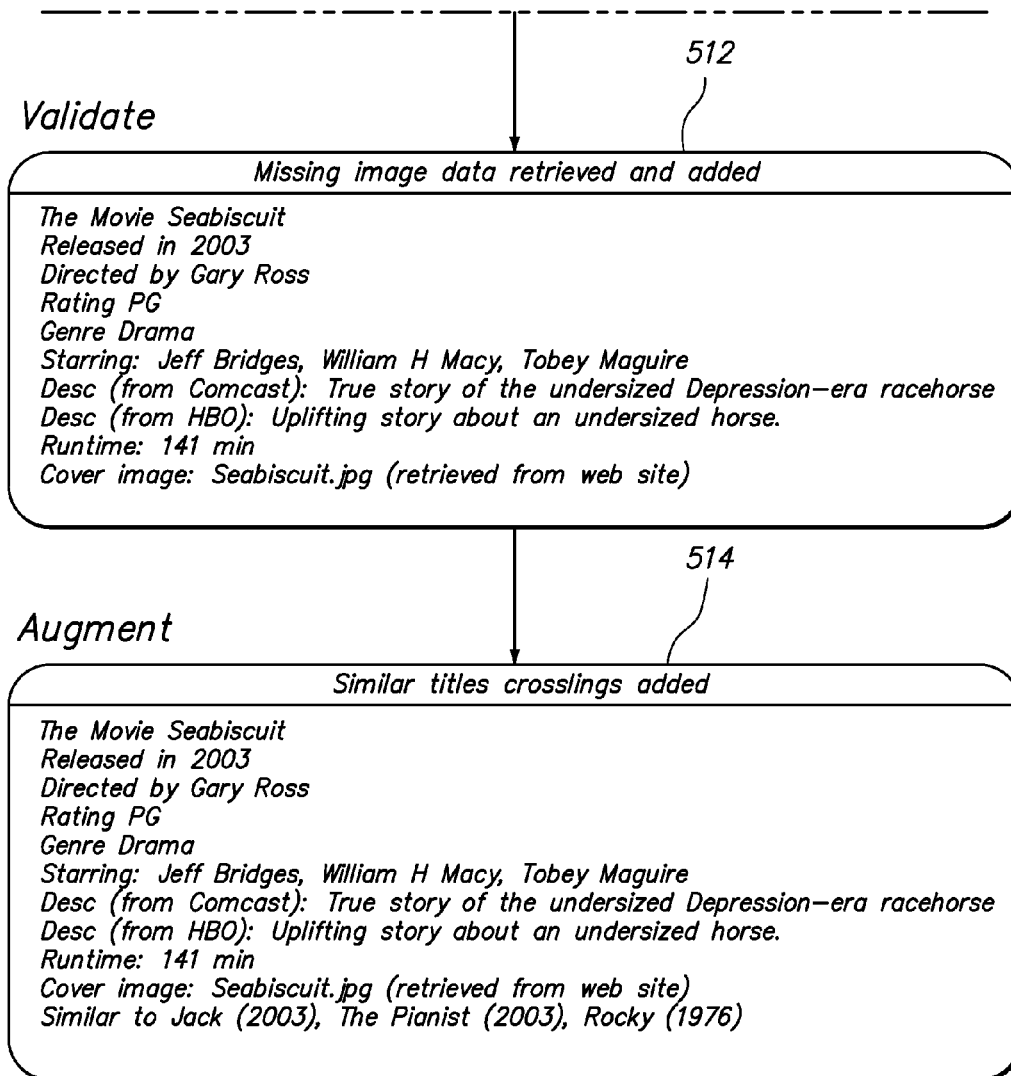 512
Validate
Missing image data retrieved and added
The Movie Seabiscuit
Released in 2003
Directed by Gary Ross
Rating PG
Genre Drama
Starring: Jeff Bridges, William H Macy, Tobey Maguire
Desc (from Comcast): True story of the undersized Depression-era racehorse
Desc (from HBO): Uplifting story about an undersized horse.
Runtime: 141 min
Cover image: Seabiscuit.jpg (retrieved from web site)
514
Augment
Similar titles crosslings added
The Movie Seabiscuit
Released in 2003
Directed by Gary Ross
Rating PG
Genre Drama
Starring: Jeff Bridges, William H Macy, Tobey Maguire
Desc (from Comcast): True story of the undersized Depression-era racehorse
Desc (from HBO): Uplifting story about an undersized horse.
Runtime: 141 min
Cover image: Seabiscuit.jpg (retrieved from web site)
Similar to Jack (2003), The Pianist (2003), Rocky (1976)